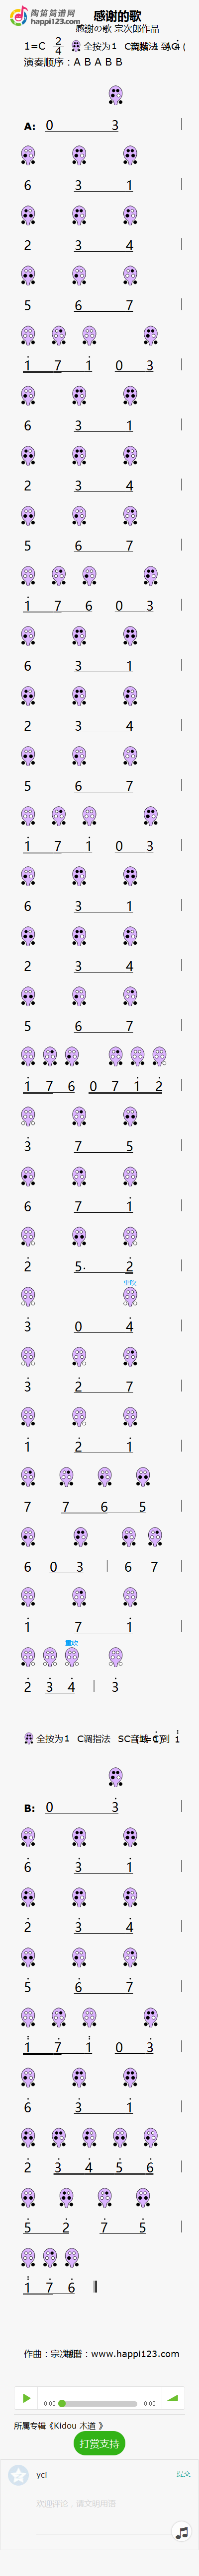 陶笛简谱网
happi123.com
感谢的歌
感谢の歌 宗次郎作品
1=C 2/4 全按为1 C调指法
演奏顺序：A B A B B
A: 0 3 |
6 3 1 |
2 3 4 |
5 6 7 |
1̇ 7 1̇ 0 3 |
6 3 1 |
2 3 4 |
5 6 7 |
1̇ 7 6 0 3 |
6 3 1 |
2 3 4 |
5 6 7 |
1̇ 7 1̇ 0 3 |
6 3 1 |
2 3 4 |
5 6 7 |
1̇ 7 6 0 7 1̇ 2̇ |
3̇ 7 5 |
6 7 1̇ |
2̇ 5. 2̇ |
重吹
3̇ 0 4̇ |
3̇ 2̇ 7 |
1̇ 2̇ 1̇ |
7 7 6 5 |
6 0 3 | 6 7 |
1̇ 7 1̇ |
重吹
2̇ 3̇ 4̇ | 3̇
全按为1 C调指法 SC音域
B: 0 3̇ |
6̇ 3̇ 1̇ |
2̇ 3̇ 4̇ |
5̇ 6̇ 7̇ |
1̈ 7̇ 1̈ 0 3̇ |
6̇ 3̇ 1̇ |
2̇ 3̇ 4̇ 5̇ 6̇ |
5̇ 2̇ 7̇ 5̇ |
1̈ 7̇ 6̇ ‖
作曲：宗次郎 www.happi123.com
0:00 0:00
所属专辑《Kidou 木道 》
打赏支持
yci 提交
欢迎评论，请文明用语